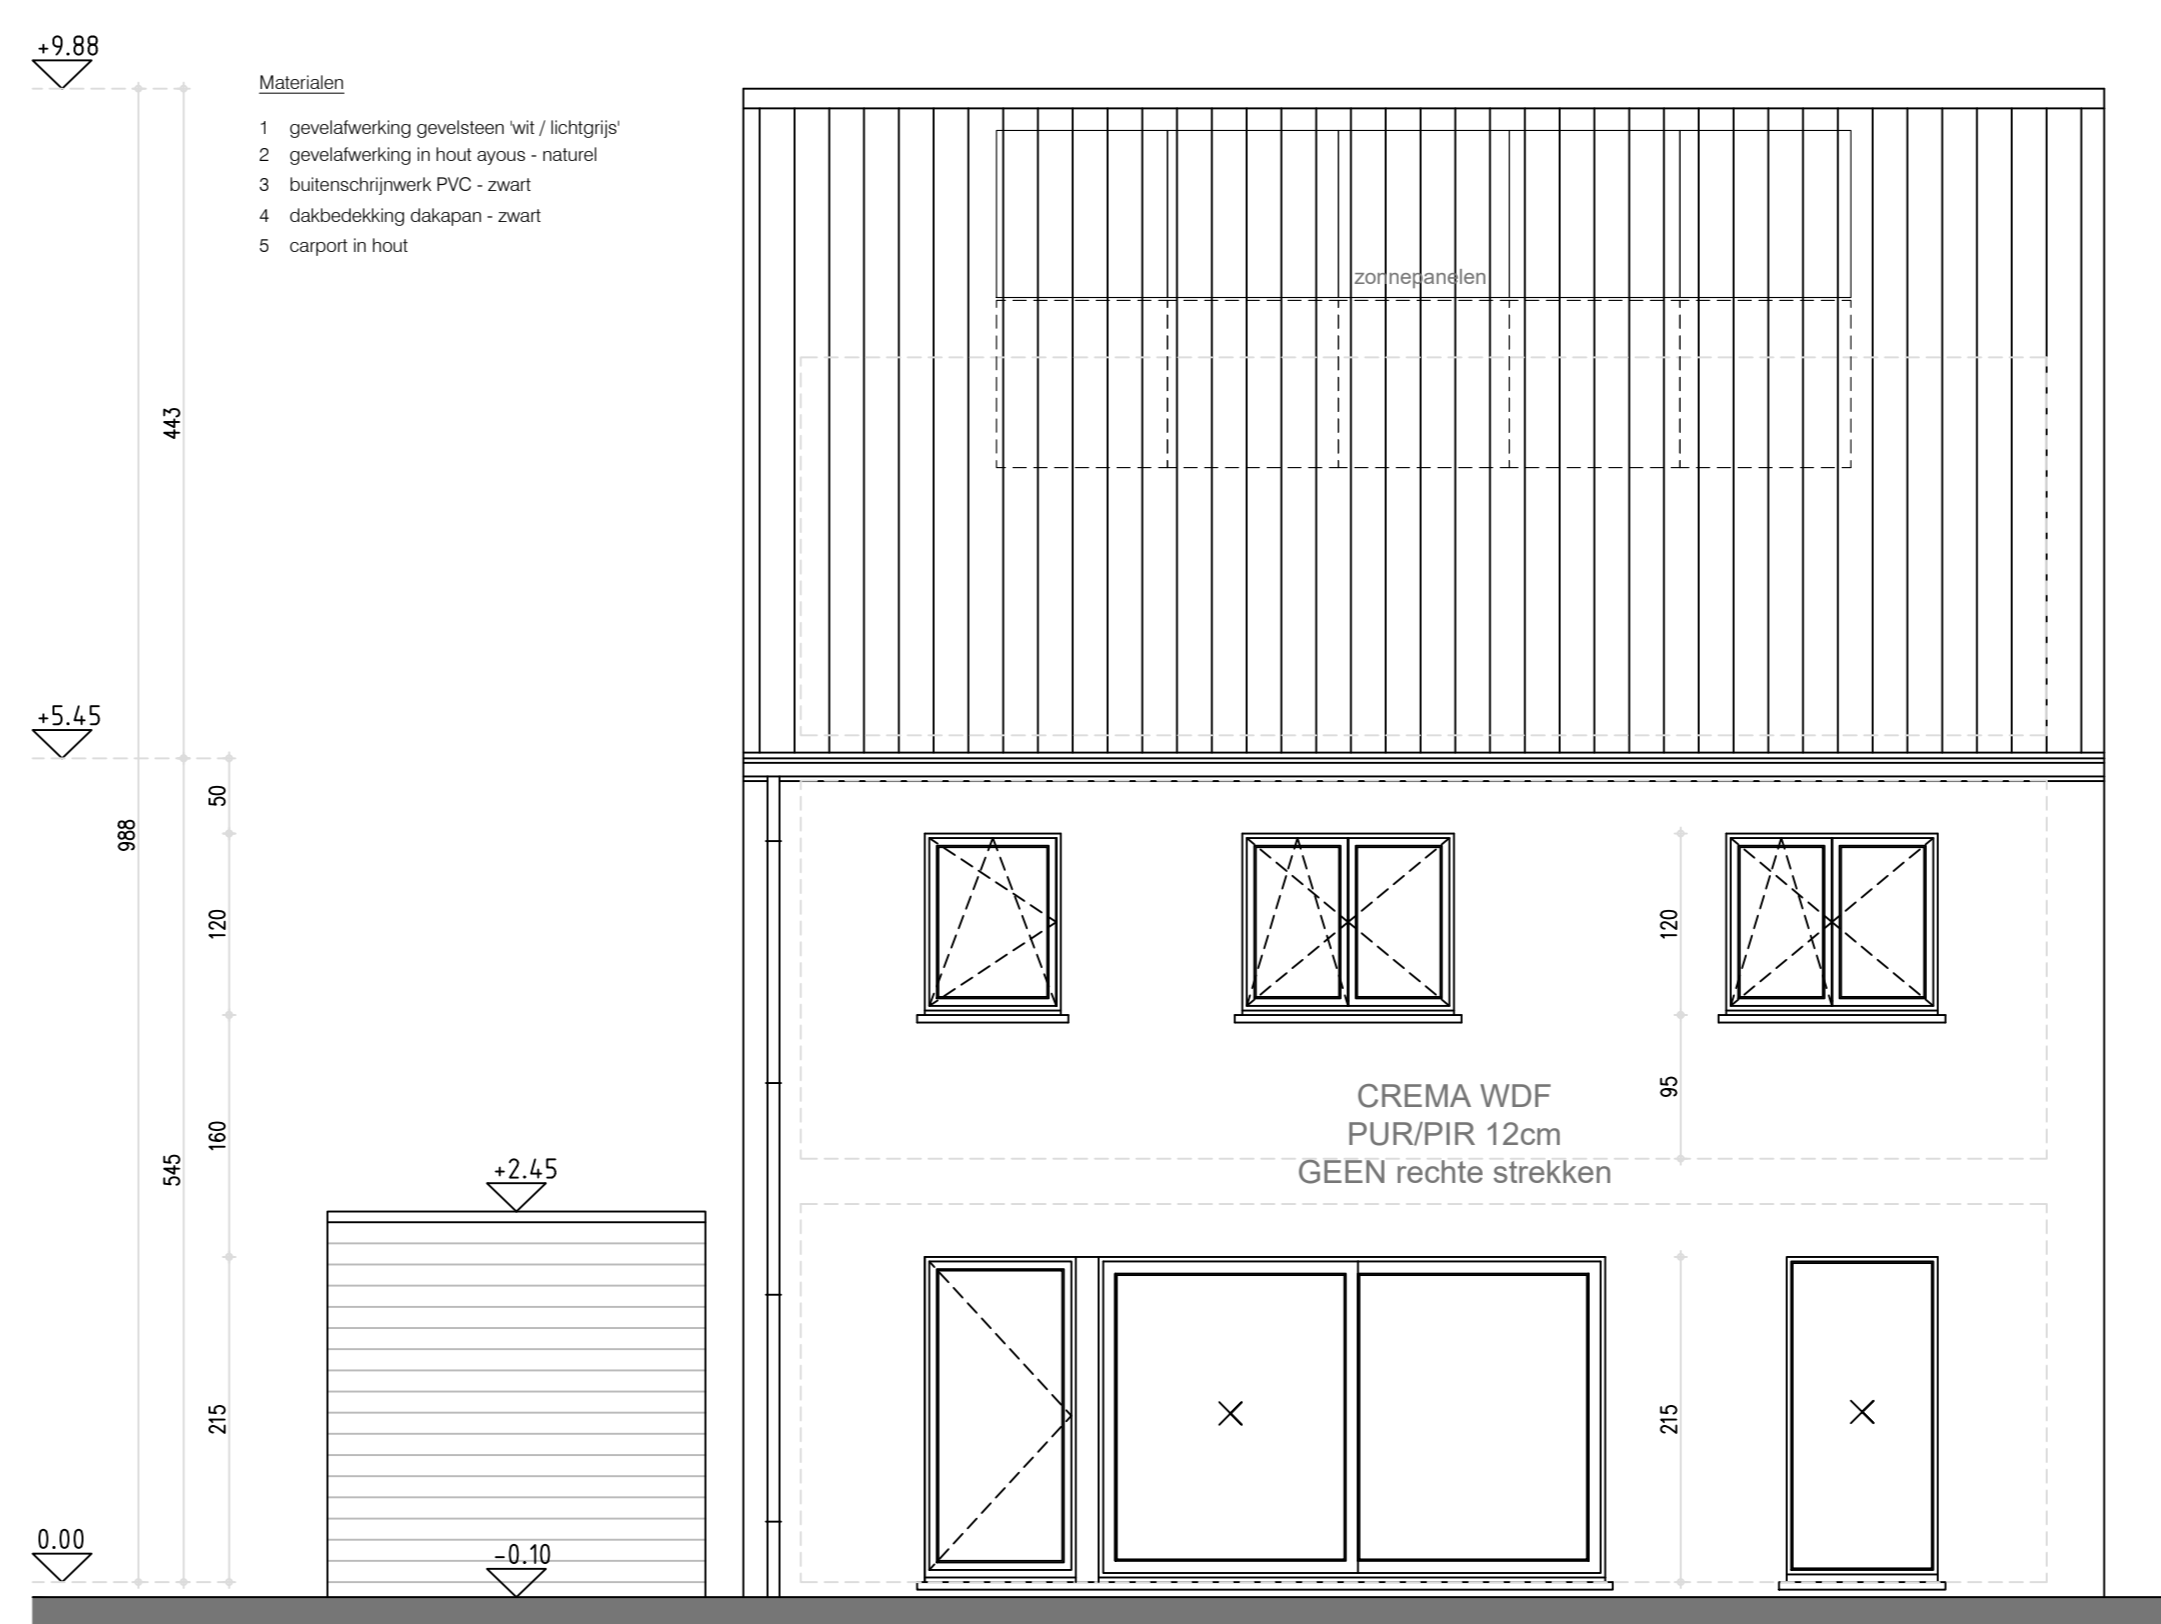 +9.88
Materialen
1 gevelafwerking gevelsteen 'wit / lichtgrijs'
2 gevelafwerking in hout ayous - naturel
3 buitenschrijnwerk PVC - zwart
4 dakbedekking dakapan - zwart
5 carport in hout
zonnepanelen
443
+5.45
50
988
120
120
95
CREMA WDF
PUR/PIR 12cm
GEEN rechte strekken
160
545
+2.45
215
215
0.00
-0.10